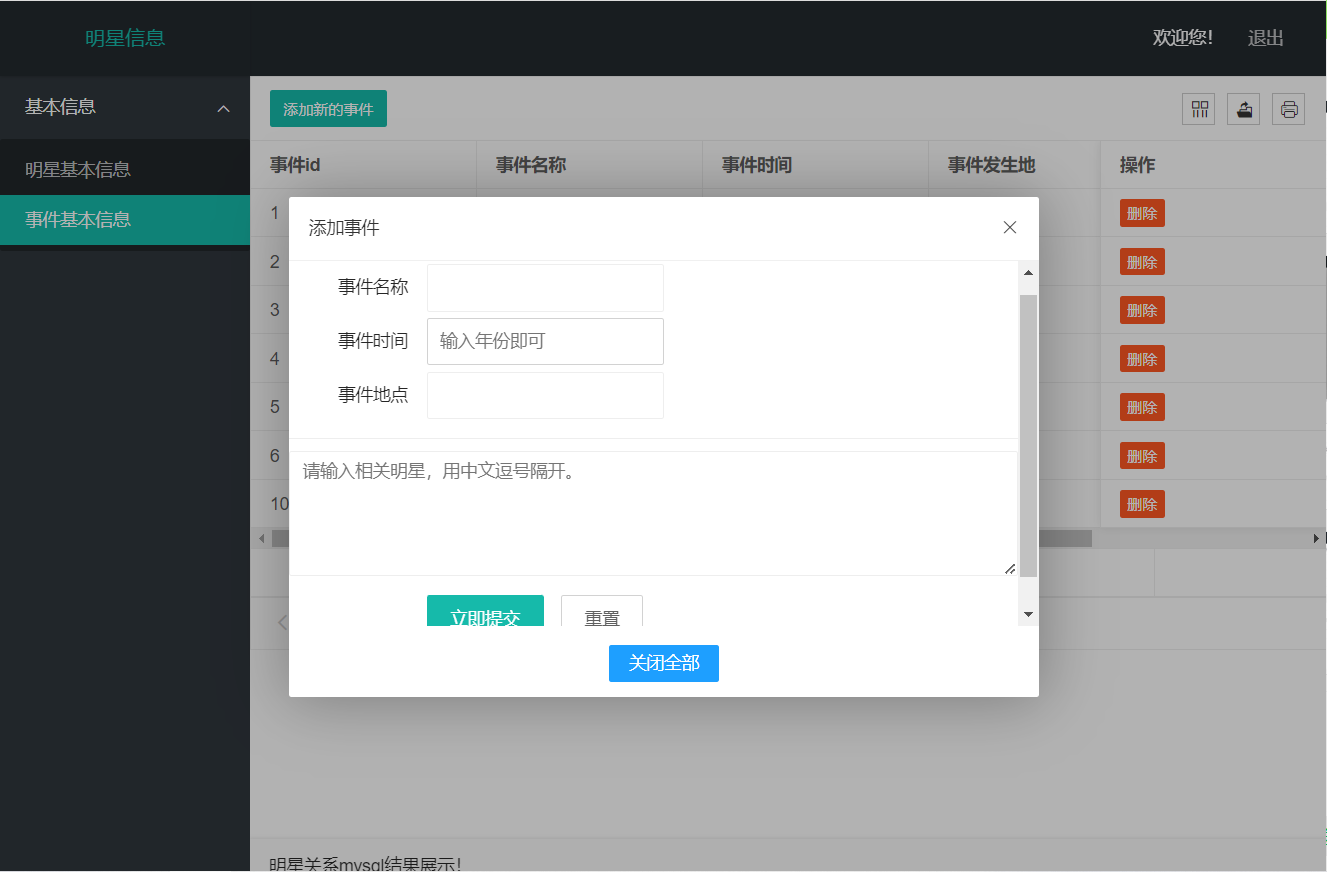 明星信息
欢迎您!
退出
基本信息
明星基本信息
事件基本信息
添加新的事件
事件id 事件名称 事件时间 事件发生地 操作
1 删除
2 删除
3 删除
4 删除
5 删除
6 删除
10 删除
添加事件
事件名称
事件时间 输入年份即可
事件地点
请输入相关明星，用中文逗号隔开。
立即提交 重置
关闭全部
明星关系mysql结果展示!